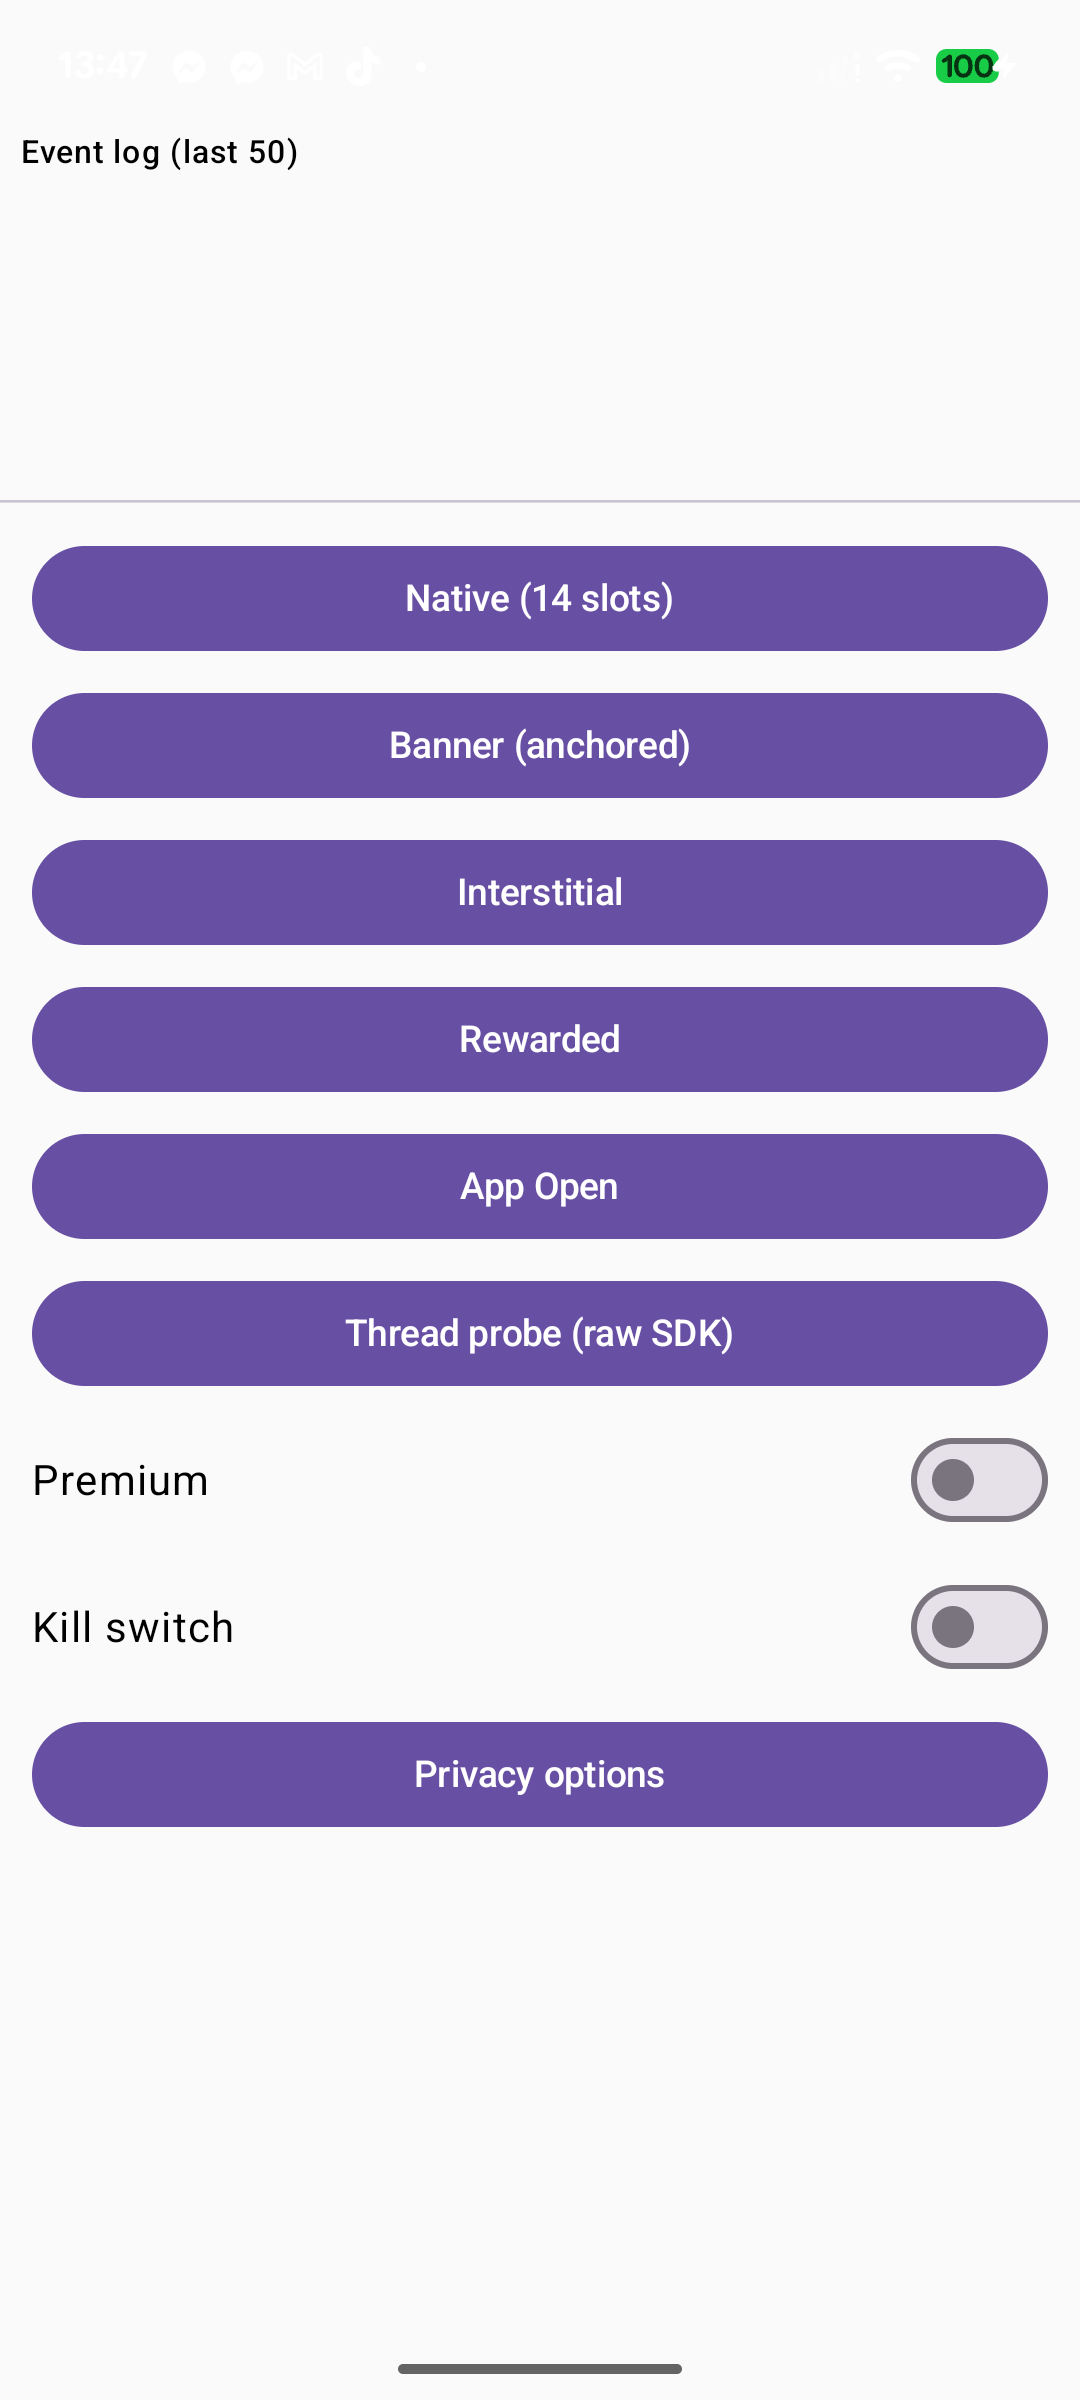 13:47
100
Event log (last 50)
Native (14 slots)
Banner (anchored)
Interstitial
Rewarded
App Open
Thread probe (raw SDK)
Premium
Kill switch
Privacy options